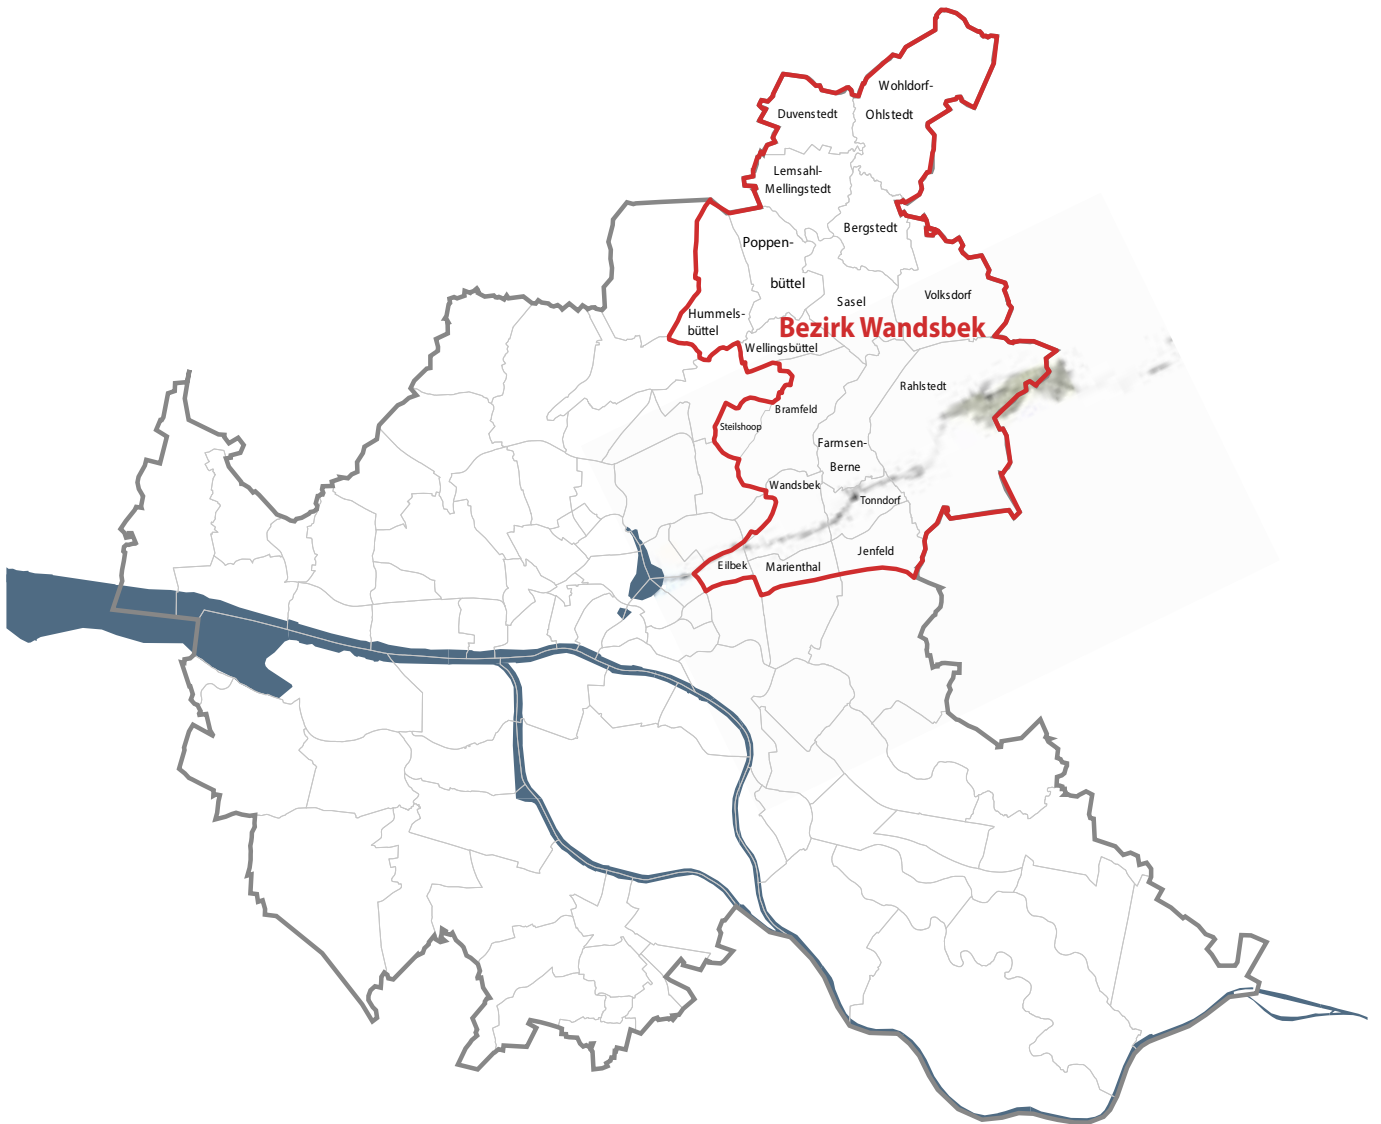 Wohldorf-
Ohlstedt
Duvenstedt
Lemsahl-
Mellingstedt
Bergstedt
Poppen-
büttel
Sasel
Volksdorf
Hummels-
büttel
Bezirk Wandsbek
Wellingsbüttel
Rahlstedt
Bramfeld
Steilshoop
Farmsen-
Berne
Wandsbek
Tonndorf
Jenfeld
Eilbek
Marienthal